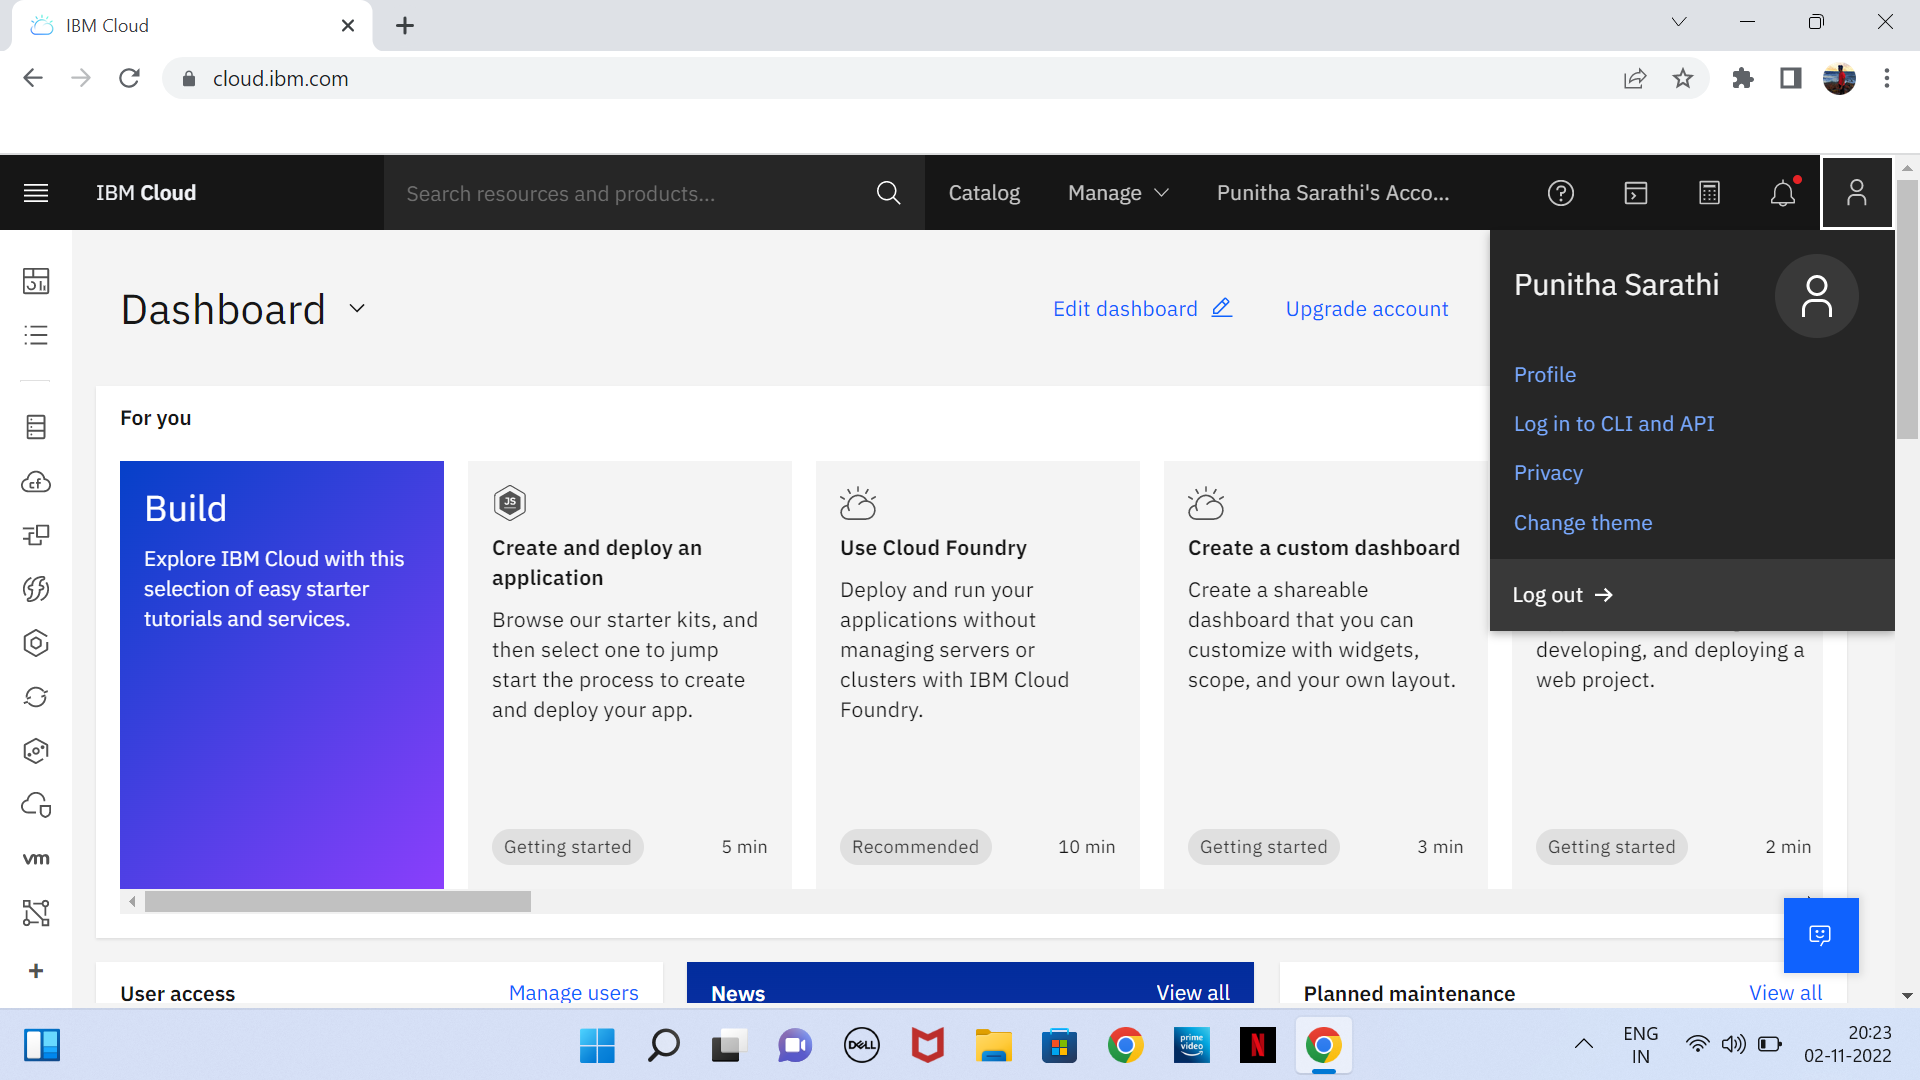 IBM Cloud
cloud.ibm.com
IBM Cloud
Search resources and products...
Catalog
Manage
Punitha Sarathi's Acco...
Dashboard
Edit dashboard
Upgrade account
Punitha Sarathi
Profile
Log in to CLI and API
Privacy
Change theme
Log out
For you
Build
Explore IBM Cloud with this
selection of easy starter
tutorials and services.
JS
Create and deploy an
application
Browse our starter kits, and
then select one to jump
start the process to create
and deploy your app.
Getting started
5 min
Use Cloud Foundry
Deploy and run your
applications without
managing servers or
clusters with IBM Cloud
Foundry.
Recommended
10 min
Create a custom dashboard
Create a shareable
dashboard that you can
customize with widgets,
scope, and your own layout.
Getting started
3 min
developing, and deploying a
web project.
Getting started
2 min
cf
vm
User access
Manage users
News
View all
Planned maintenance
View all
DELL
prime
video
N
ENG
IN
20:23
02-11-2022